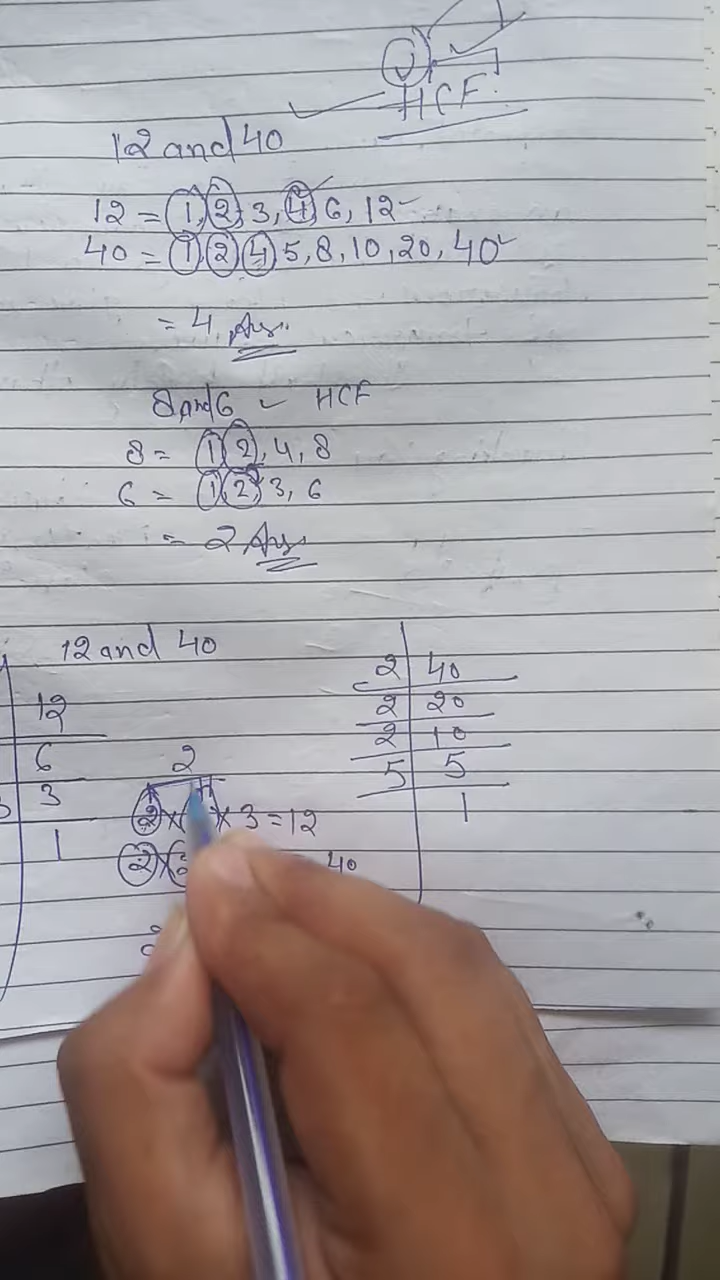 HCF
12 and 40
12 = 1, 2, 3, 4, 6, 12
40 = 1, 2, 4, 5, 8, 10, 20, 40
= 4 Ans.
8 and 6 HCF
8 = 1, 2, 4, 8
6 = 1, 2, 3, 6
= 2 Ans.
12 and 40
12
6
3
1
2
2 × × 3 = 12
2 × 40
2 40
2 20
2 10
5 5
1